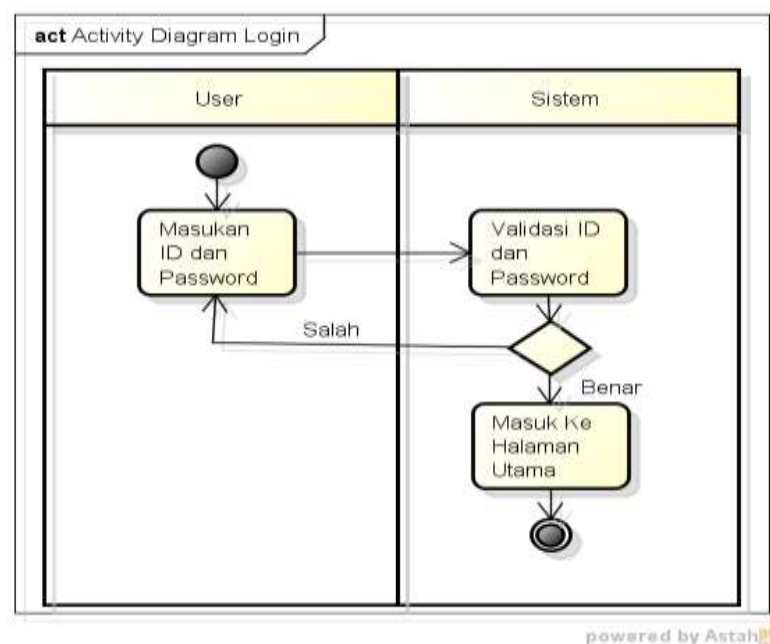 act Activity Diagram Login
User
Sistem
Masukan
ID dan
Password
Validasi ID
dan
Password
Salah
Benar
Masuk Ke
Halaman
Utama
powered by Astah